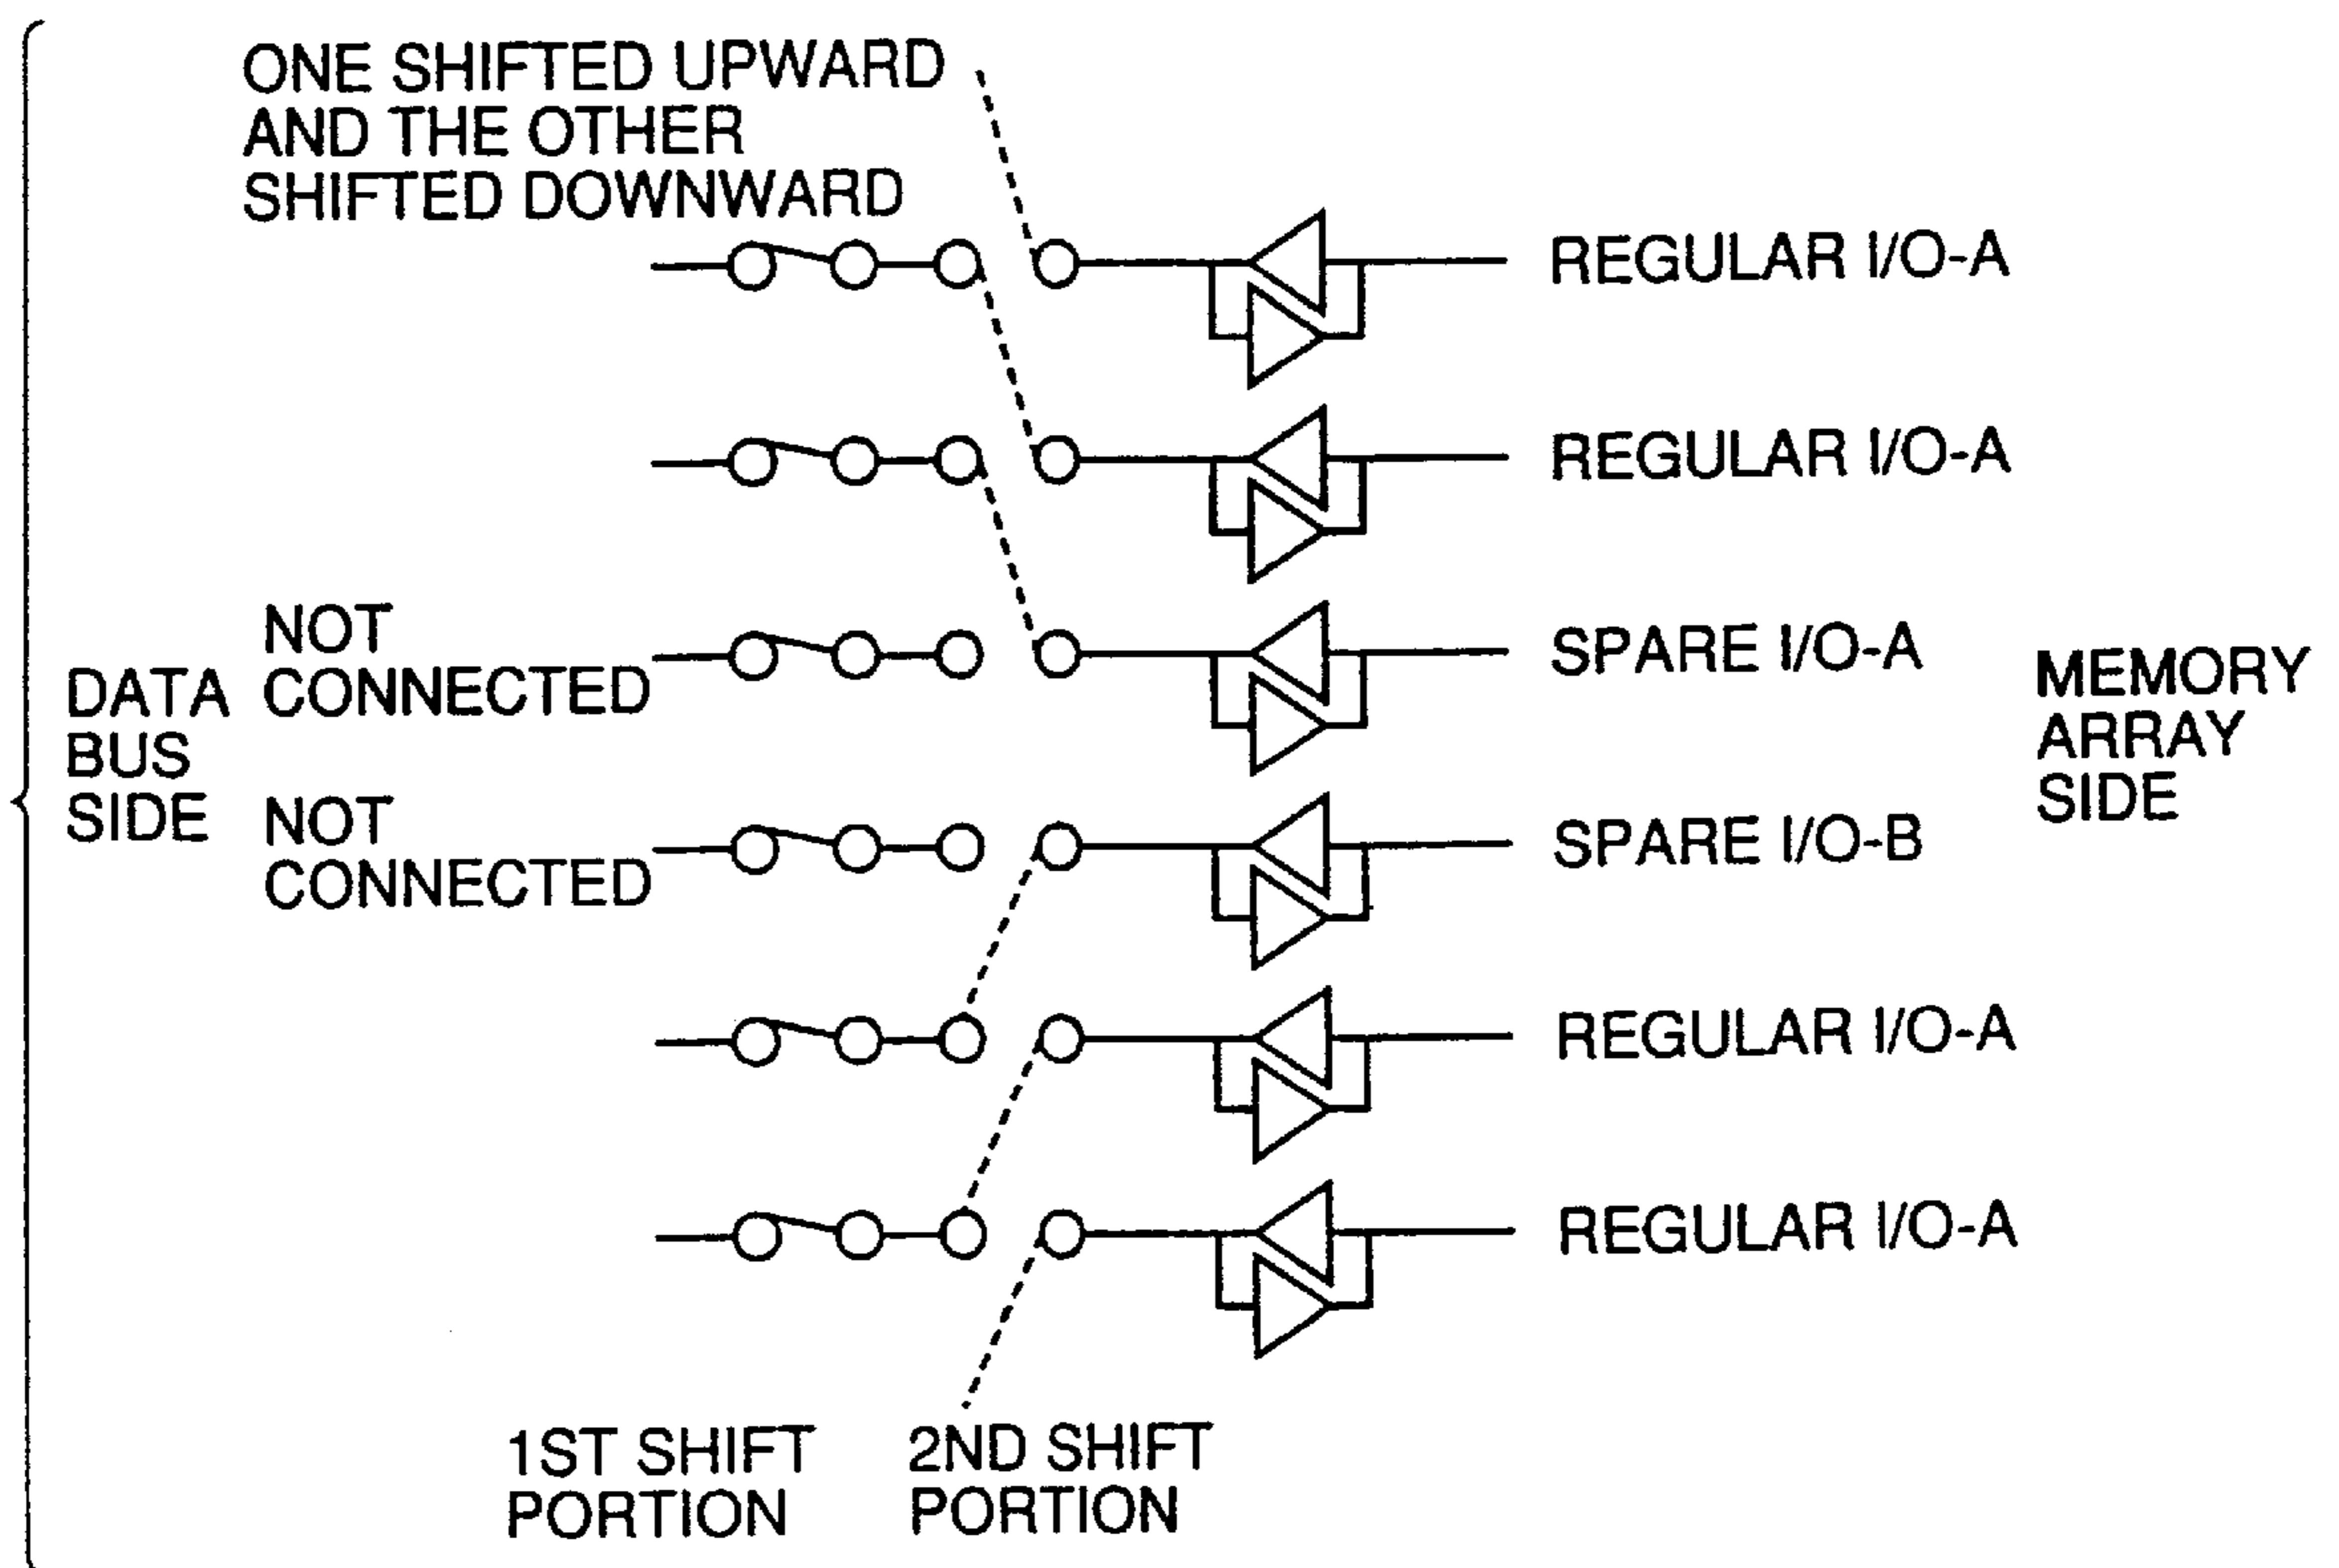 ONE SHIFTED UPWARD
AND THE OTHER
SHIFTED DOWNWARD
REGULAR I/O-A
REGULAR I/O-A
NOT
CONNECTED
SPARE I/O-A
DATA
BUS
SIDE
MEMORY
ARRAY
SIDE
NOT
CONNECTED
SPARE I/O-B
REGULAR I/O-A
REGULAR I/O-A
1ST SHIFT
PORTION
2ND SHIFT
PORTION